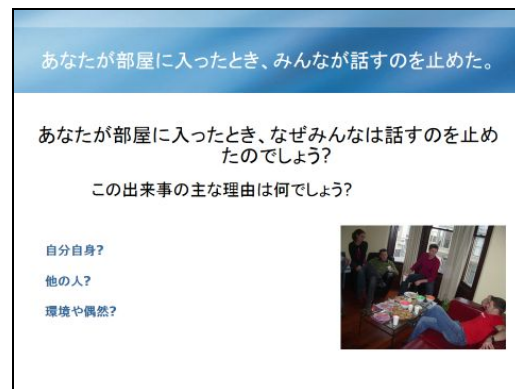 あなたが部屋に入ったとき、みんなが話すのを止めた。
あなたが部屋に入ったとき、なぜみんなは話すのを止め
たのでしょう?
この出来事の主な理由は何でしょう?
自分自身?
他の人?
環境や偶然?